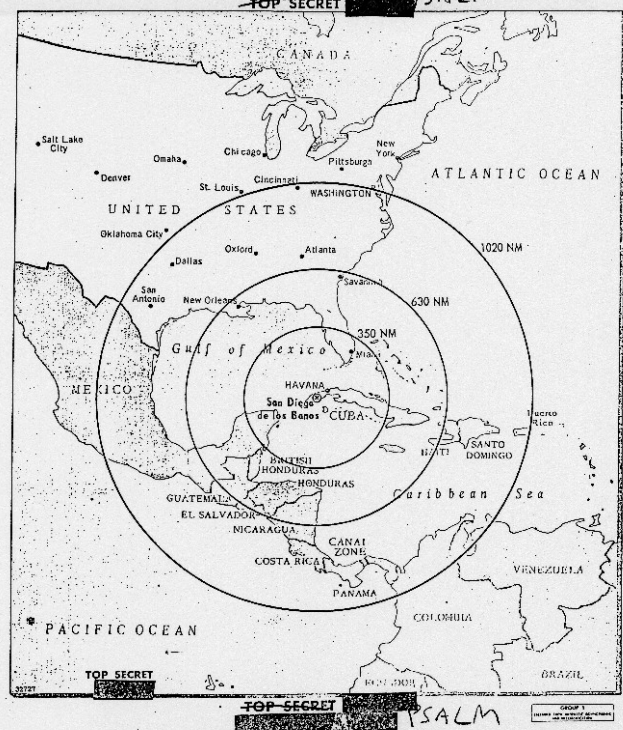 TOP SECRET
CANADA
Salt Lake
City
Denver
Omaha
Chicago
Pittsburgh
New
York
Cincinnati
St. Louis
WASHINGTON
ATLANTIC OCEAN
UNITED STATES
Oklahoma City
Oxford
Atlanta
1020 NM
Dallas
Savannah
San
Antonio
New Orleans
630 NM
350 NM
Gulf of Mexico
Miami
MEXICO
HAVANA
San Diego
de los Banos
CUBA
Puerto
Rico
HAITI
SANTO
DOMINGO
BRITISH
HONDURAS
HONDURAS
GUATEMALA
Caribbean Sea
EL SALVADOR
NICARAGUA
CANAL
ZONE
COSTA RICA
VENEZUELA
PANAMA
COLOMBIA
PACIFIC OCEAN
ECUADOR
BRAZIL
TOP SECRET
32727
TOP SECRET
PSALM
GROUP 1